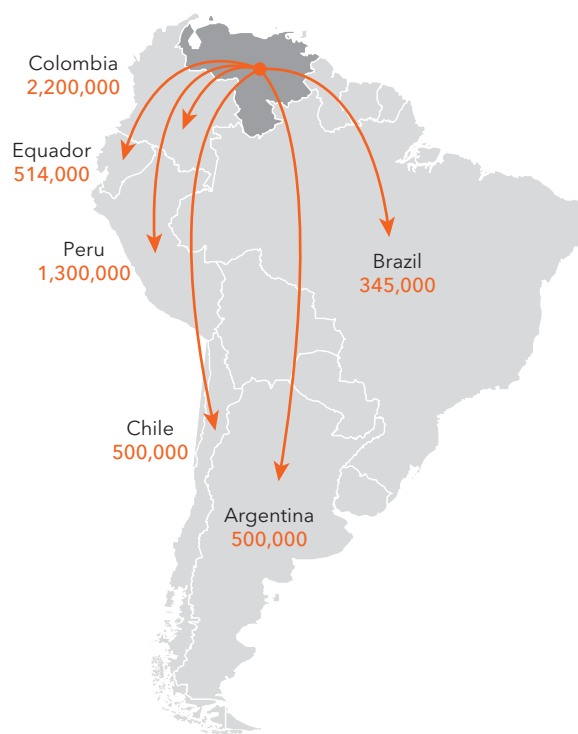 Colombia
2,200,000
Equador
514,000
Peru
1,300,000
Brazil
345,000
Chile
500,000
Argentina
500,000